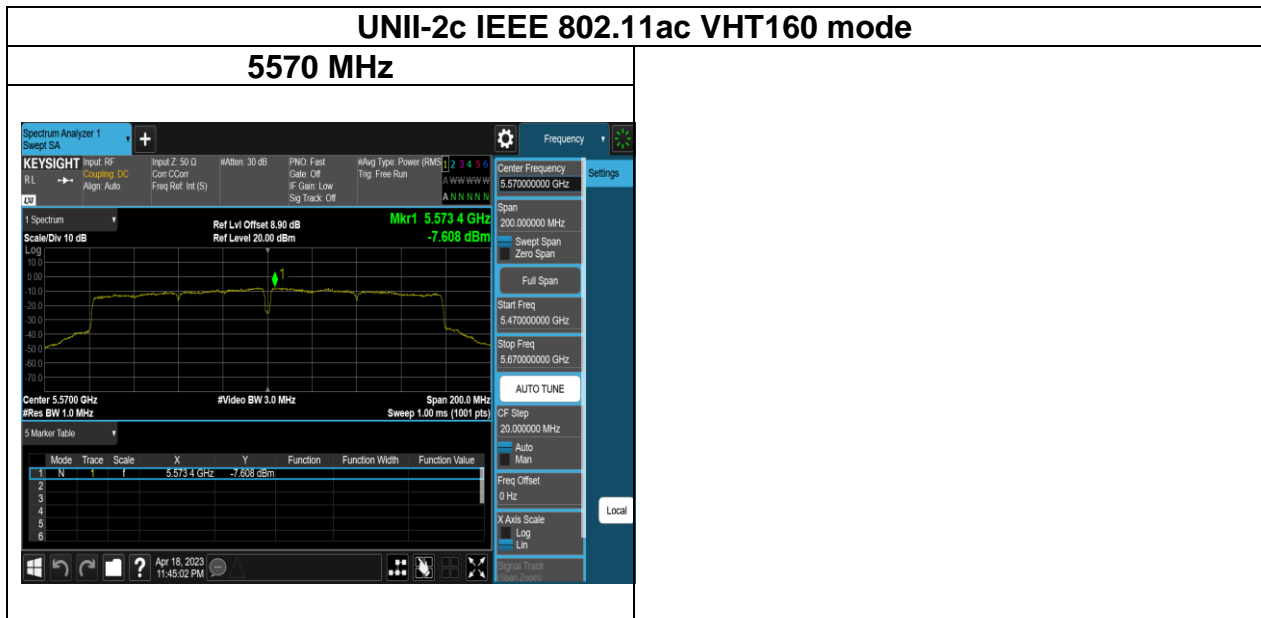 UNII-2c IEEE 802.11ac VHT160 mode
5570 MHz
Spectrum Analyzer 1
Swept SA
Frequency
KEYSIGHT
RL
LXI
Input: RF
Coupling: DC
Align: Auto
Input Z: 50 Ω
Corr CCorr
Freq Ref: Int (S)
#Atten: 30 dB
PNO: Fast
Gate: Off
IF Gain: Low
Sig Track: Off
#Avg Type: Power (RMS
Trig: Free Run
1 2 3 4 5 6
A W W W W W
A N N N N N
1 Spectrum
Scale/Div 10 dB
Ref Lvl Offset 8.90 dB
Ref Level 20.00 dBm
Mkr1 5.573 4 GHz
-7.608 dBm
Log
10.0
0.00
-10.0
-20.0
-30.0
-40.0
-50.0
-60.0
-70.0
1
Center 5.5700 GHz
#Video BW 3.0 MHz
Span 200.0 MHz
#Res BW 1.0 MHz
Sweep 1.00 ms (1001 pts)
5 Marker Table
Mode Trace Scale X Y Function Function Width Function Value
1 N 1 f 5.573 4 GHz -7.608 dBm
2
3
4
5
6
Apr 18, 2023
11:45:02 PM
Center Frequency
5.570000000 GHz
Span
200.000000 MHz
Swept Span
Zero Span
Full Span
Start Freq
5.470000000 GHz
Stop Freq
5.670000000 GHz
AUTO TUNE
CF Step
20.000000 MHz
Auto
Man
Freq Offset
0 Hz
X Axis Scale
Log
Lin
Signal Track
(Span Zoom)
Settings
Local